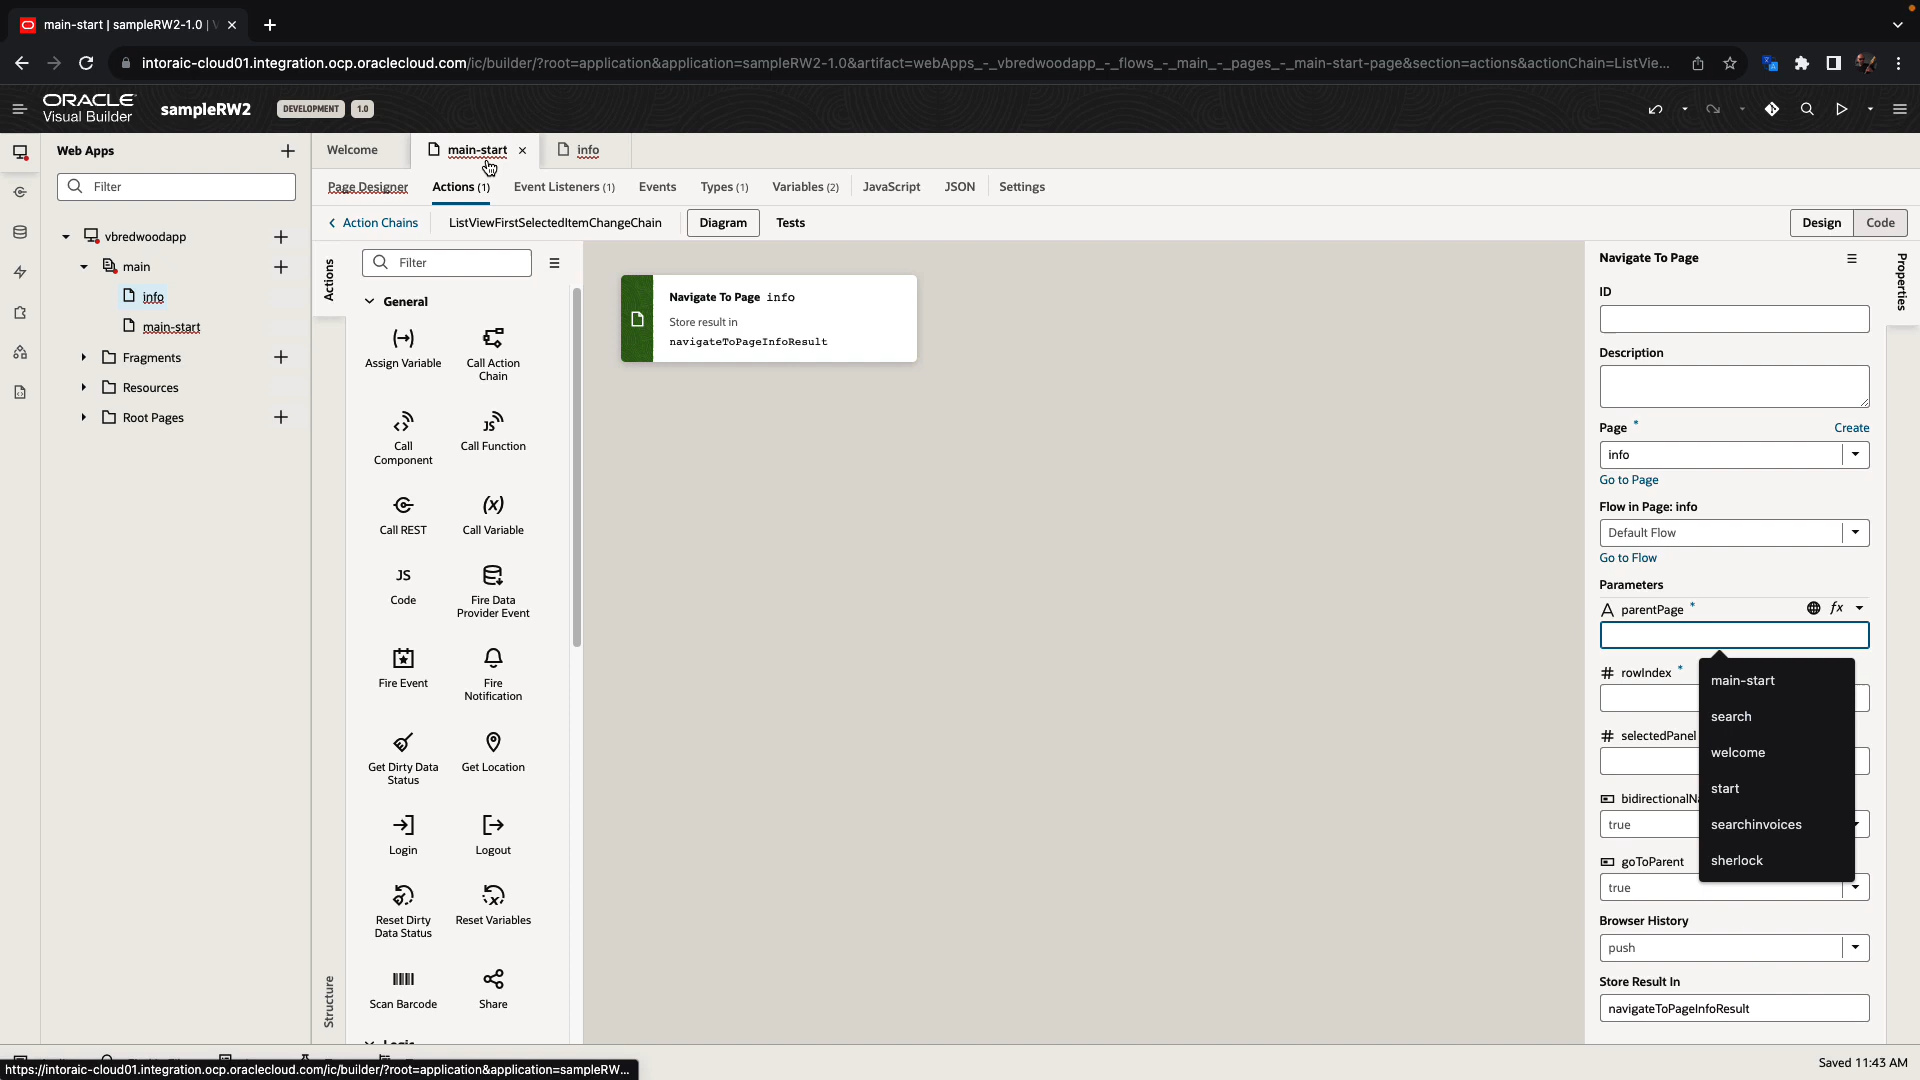 main-start | sampleRW2-1.0 |
intoraic-cloud01.integration.ocp.oraclecloud.com/ic/builder/?root=application&application=sampleRW2-1.0&artifact=webApps_-_vbredwoodapp_-_flows_-_main_-_pages_-_main-start-page&section=actions&actionChain=ListVie...
ORACLE
Visual Builder
sampleRW2
DEVELOPMENT
1.0
Web Apps
Welcome
main-start
info
Filter
Page Designer
Actions (1)
Event Listeners (1)
Events
Types (1)
Variables (2)
JavaScript
JSON
Settings
Action Chains
ListViewFirstSelectedItemChangeChain
Diagram
Tests
Design
Code
vbredwoodapp
main
info
main-start
Fragments
Resources
Root Pages
Actions
Structure
Filter
General
Assign Variable
Call Action
Chain
Call
Component
Call Function
Call REST
Call Variable
JS
Code
Fire Data
Provider Event
Fire Event
Fire
Notification
Get Dirty Data
Status
Get Location
Login
Logout
Reset Dirty
Data Status
Reset Variables
Scan Barcode
Share
Logic
Navigate To Page info
Store result in
navigateToPageInfoResult
Navigate To Page
Properties
ID
Description
Page *
Create
info
Go to Page
Flow in Page: info
Default Flow
Go to Flow
Parameters
parentPage *
fx
main-start
search
welcome
start
searchinvoices
sherlock
# rowIndex *
# selectedPanel
true
goToParent
true
Browser History
push
Store Result In
navigateToPageInfoResult
https://intoraic-cloud01.integration.ocp.oraclecloud.com/ic/builder/?root=application&application=sampleRW...
Saved 11:43 AM